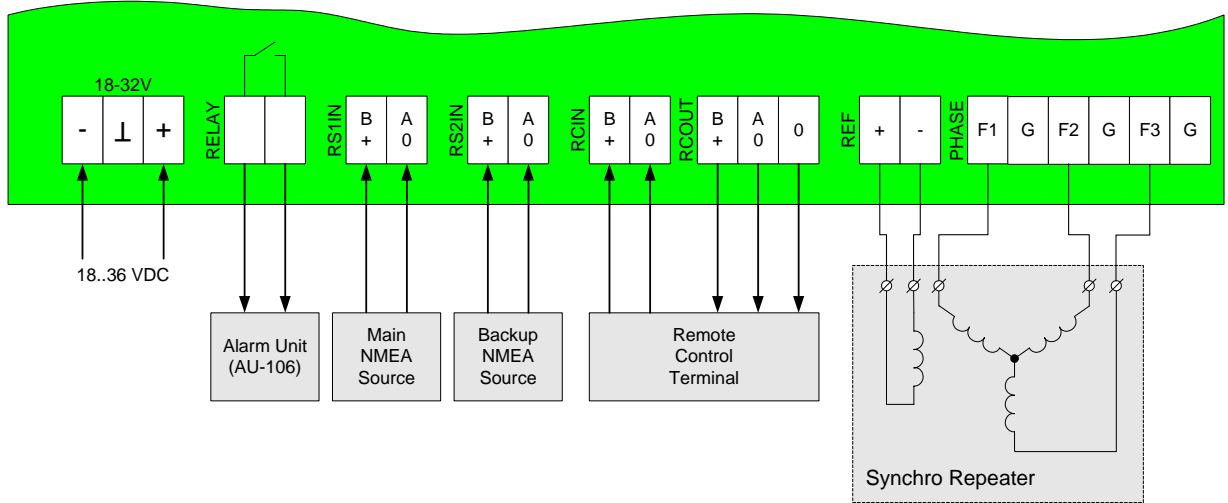 18-32V
- ⊥ +
RELAY
RS1IN
B + A 0
RS2IN
B + A 0
RCIN
B + A 0
RCOUT
B + A 0 0
REF
+ -
PHASE
F1 G F2 G F3 G
18..36 VDC
Alarm Unit
(AU-106)
Main
NMEA
Source
Backup
NMEA
Source
Remote
Control
Terminal
Synchro Repeater